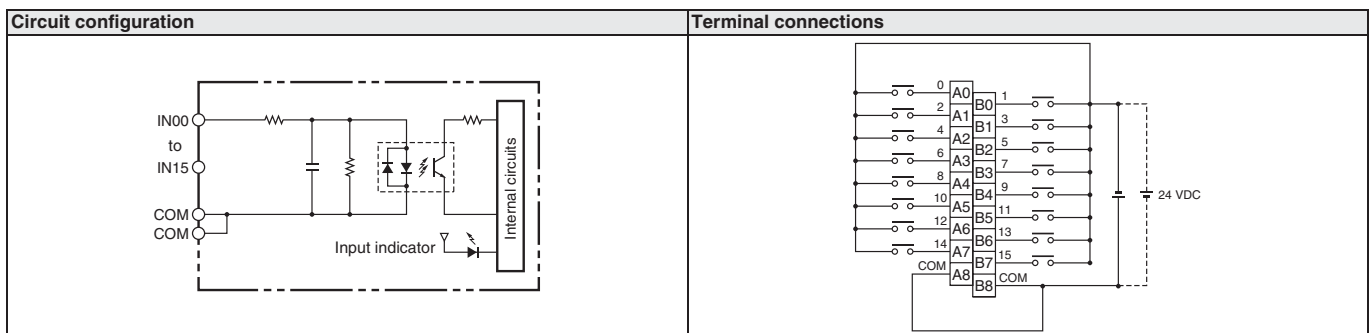 Circuit configuration
Terminal connections
IN00
to
IN15
COM
COM
Input indicator
Internal circuits
0
A0
B0
1
2
A1
B1
3
4
A2
B2
5
6
A3
B3
7
8
A4
B4
9
10
A5
B5
11
12
A6
B6
13
14
A7
B7
15
COM
A8
B8
COM
24 VDC